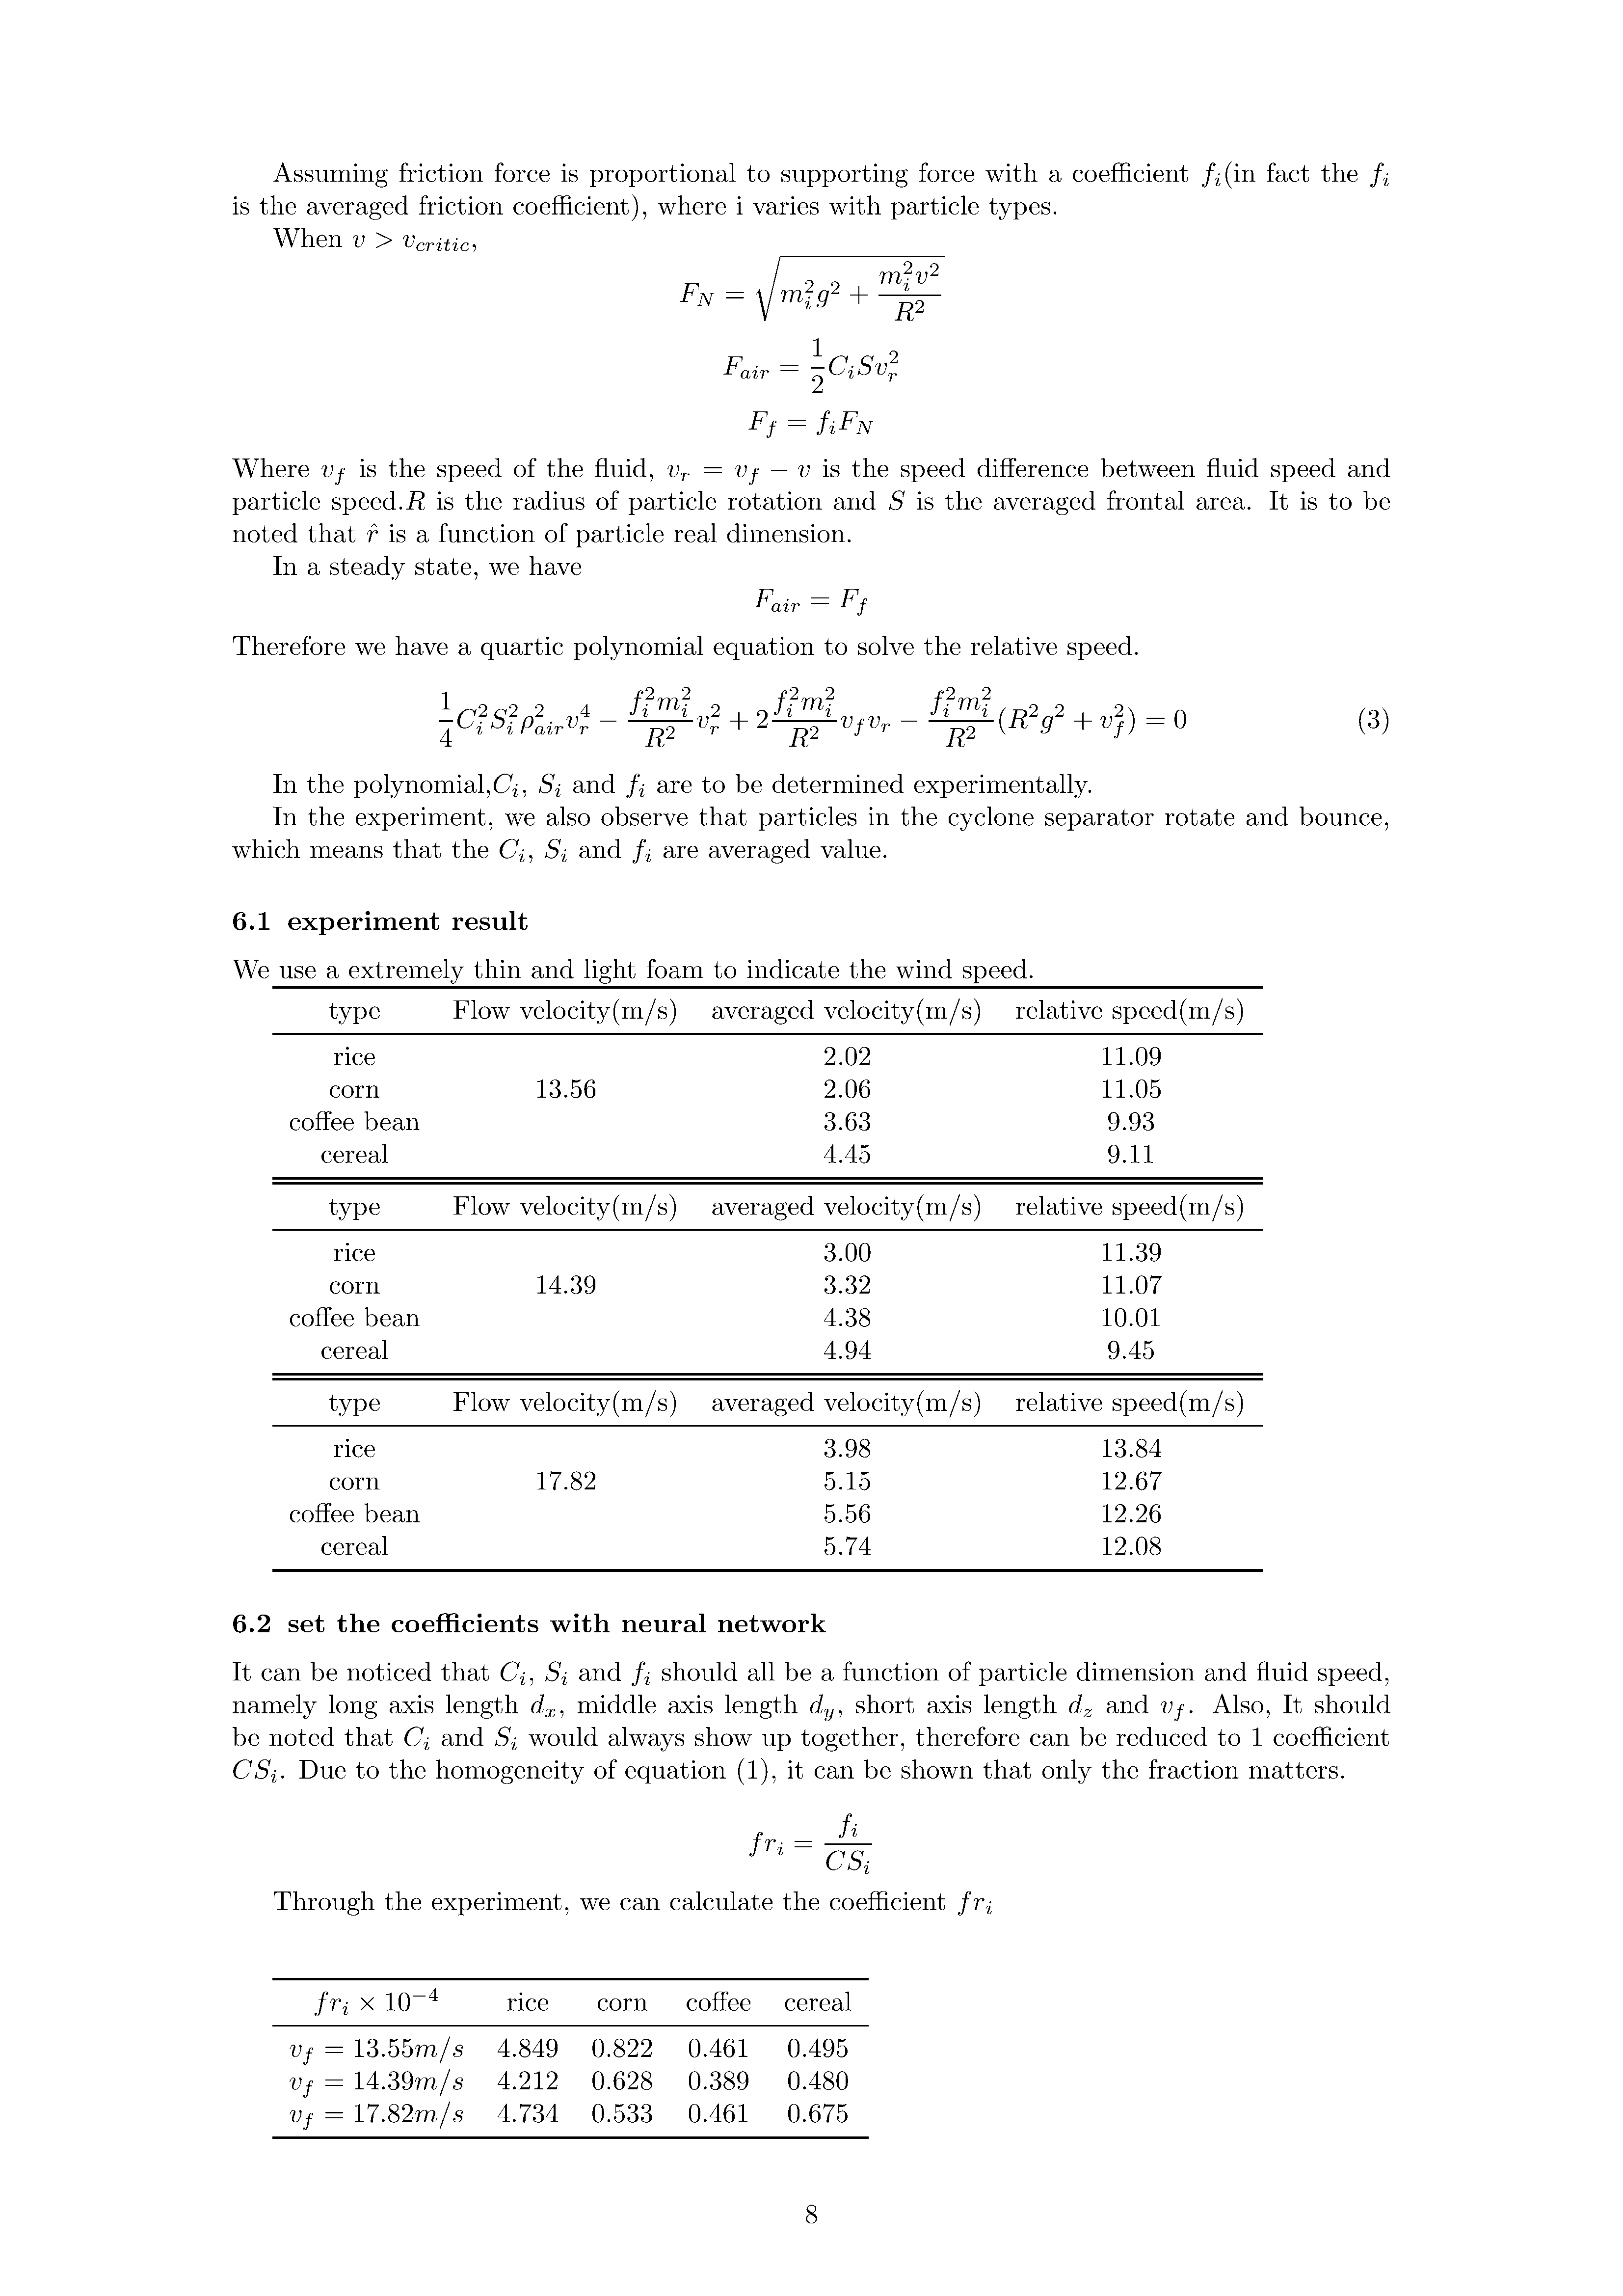 Assuming friction force is proportional to supporting force with a coefficient $f_i$(in fact the $f_i$
is the averaged friction coefficient), where i varies with particle types.
When $v > v_{critic}$,
$F_N = \sqrt{m_i^2 g^2 + \frac{m_i^2 v^2}{R^2}}$
$F_{air} = \frac{1}{2} C_i S v_r^2$
$F_f = f_i F_N$
Where $v_f$ is the speed of the fluid, $v_r = v_f - v$ is the speed difference between fluid speed and
particle speed.$R$ is the radius of particle rotation and $S$ is the averaged frontal area. It is to be
noted that $\hat{r}$ is a function of particle real dimension.
In a steady state, we have
$F_{air} = F_f$
Therefore we have a quartic polynomial equation to solve the relative speed.
$\frac{1}{4} C_i^2 S_i^2 \rho_{air}^2 v_r^4 - \frac{f_i^2 m_i^2}{R^2} v_r^2 + 2 \frac{f_i^2 m_i^2}{R^2} v_f v_r - \frac{f_i^2 m_i^2}{R^2} (R^2 g^2 + v_f^2) = 0$ (3)
In the polynomial,$C_i$, $S_i$ and $f_i$ are to be determined experimentally.
In the experiment, we also observe that particles in the cyclone separator rotate and bounce,
which means that the $C_i$, $S_i$ and $f_i$ are averaged value.
6.1 experiment result
We use a extremely thin and light foam to indicate the wind speed.
type Flow velocity(m/s) averaged velocity(m/s) relative speed(m/s)
rice 2.02 11.09
corn 13.56 2.06 11.05
coffee bean 3.63 9.93
cereal 4.45 9.11
type Flow velocity(m/s) averaged velocity(m/s) relative speed(m/s)
rice 3.00 11.39
corn 14.39 3.32 11.07
coffee bean 4.38 10.01
cereal 4.94 9.45
type Flow velocity(m/s) averaged velocity(m/s) relative speed(m/s)
rice 3.98 13.84
corn 17.82 5.15 12.67
coffee bean 5.56 12.26
cereal 5.74 12.08
6.2 set the coefficients with neural network
It can be noticed that $C_i$, $S_i$ and $f_i$ should all be a function of particle dimension and fluid speed,
namely long axis length $d_x$, middle axis length $d_y$, short axis length $d_z$ and $v_f$. Also, It should
be noted that $C_i$ and $S_i$ would always show up together, therefore can be reduced to 1 coefficient
$CS_i$. Due to the homogeneity of equation (1), it can be shown that only the fraction matters.
$fr_i = \frac{f_i}{CS_i}$
Through the experiment, we can calculate the coefficient $fr_i$
$fr_i \times 10^{-4}$ rice corn coffee cereal
$v_f = 13.55m/s$ 4.849 0.822 0.461 0.495
$v_f = 14.39m/s$ 4.212 0.628 0.389 0.480
$v_f = 17.82m/s$ 4.734 0.533 0.461 0.675
8